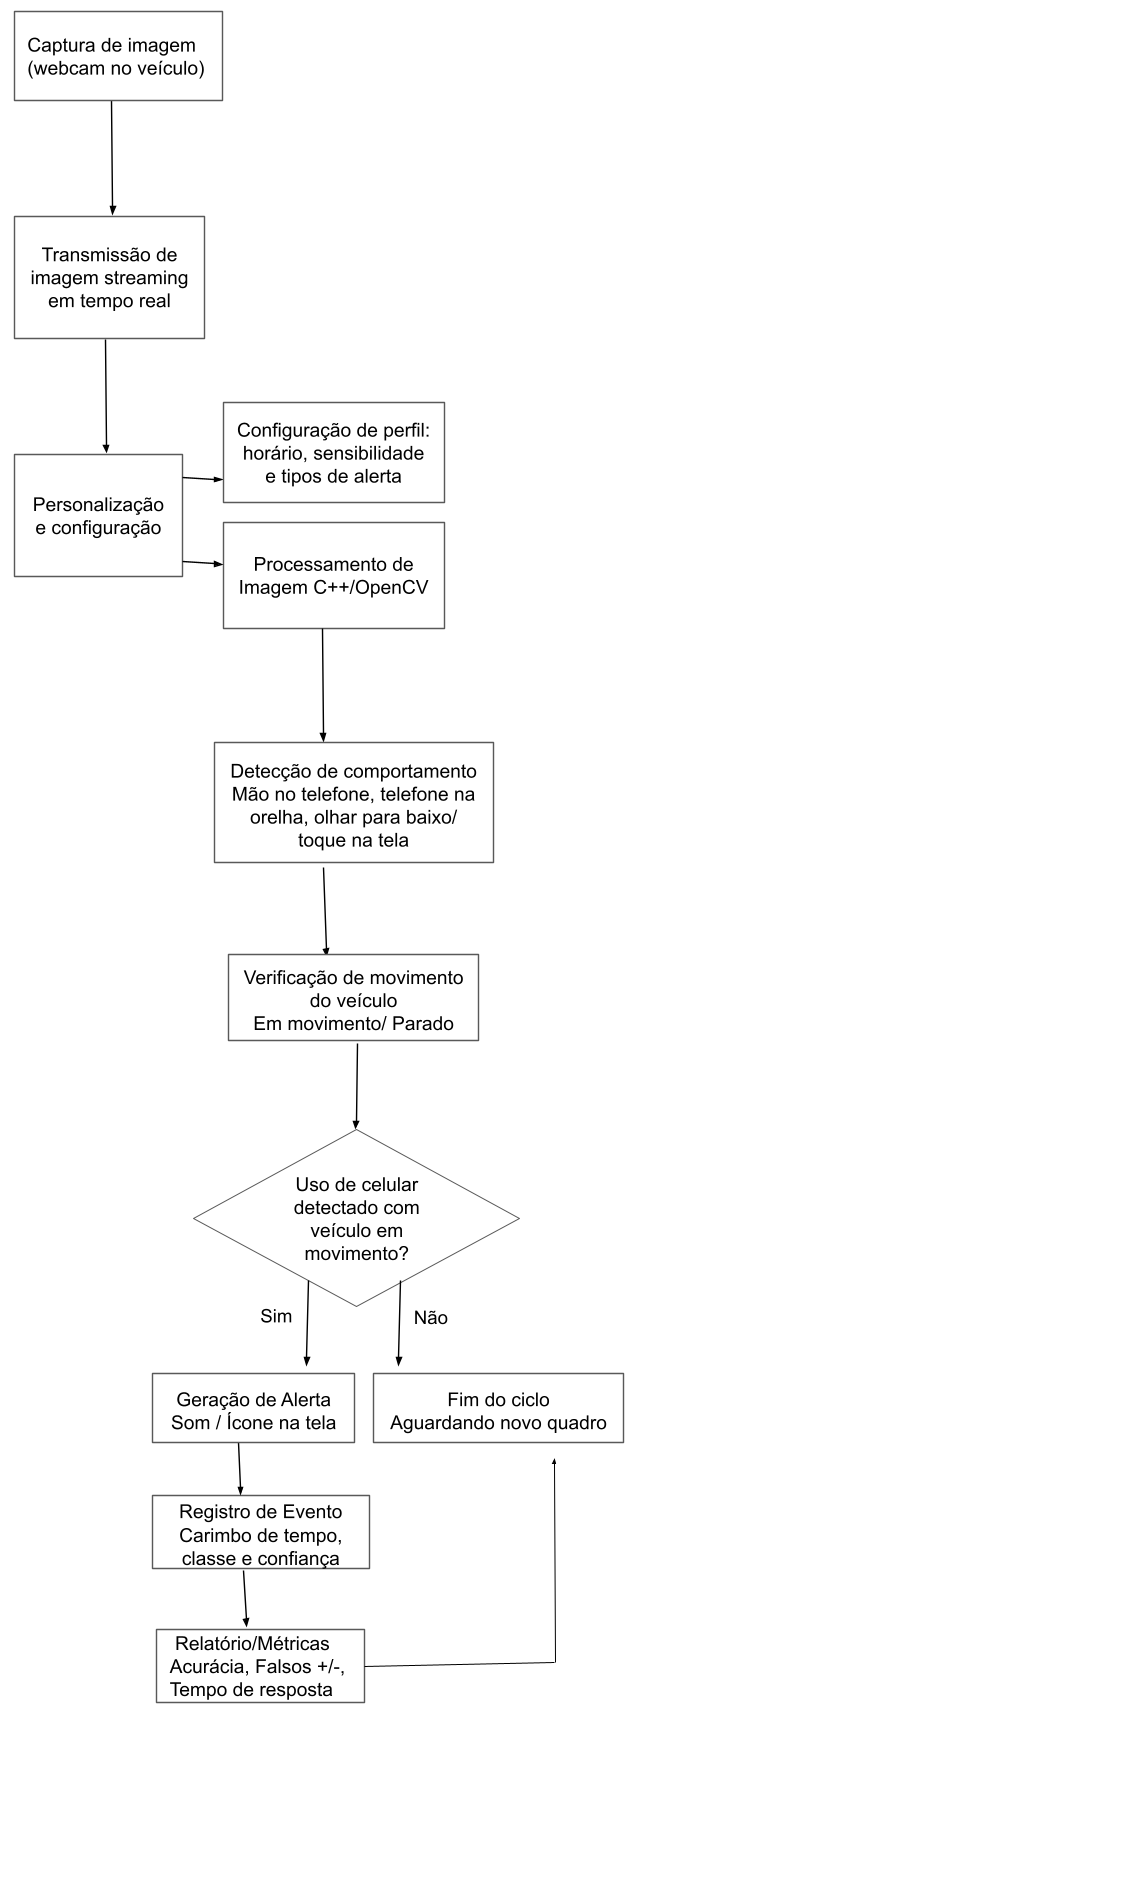 Captura de imagem
(webcam no veículo)
Transmissão de
imagem streaming
em tempo real
Configuração de perfil:
horário, sensibilidade
e tipos de alerta
Personalização
e configuração
Processamento de
Imagem C++/OpenCV
Detecção de comportamento
Mão no telefone, telefone na
orelha, olhar para baixo/
toque na tela
Verificação de movimento
do veículo
Em movimento/ Parado
Uso de celular
detectado com
veículo em
movimento?
Sim
Não
Geração de Alerta
Som / Ícone na tela
Fim do ciclo
Aguardando novo quadro
Registro de Evento
Carimbo de tempo,
classe e confiança
Relatório/Métricas
Acurácia, Falsos +/-,
Tempo de resposta